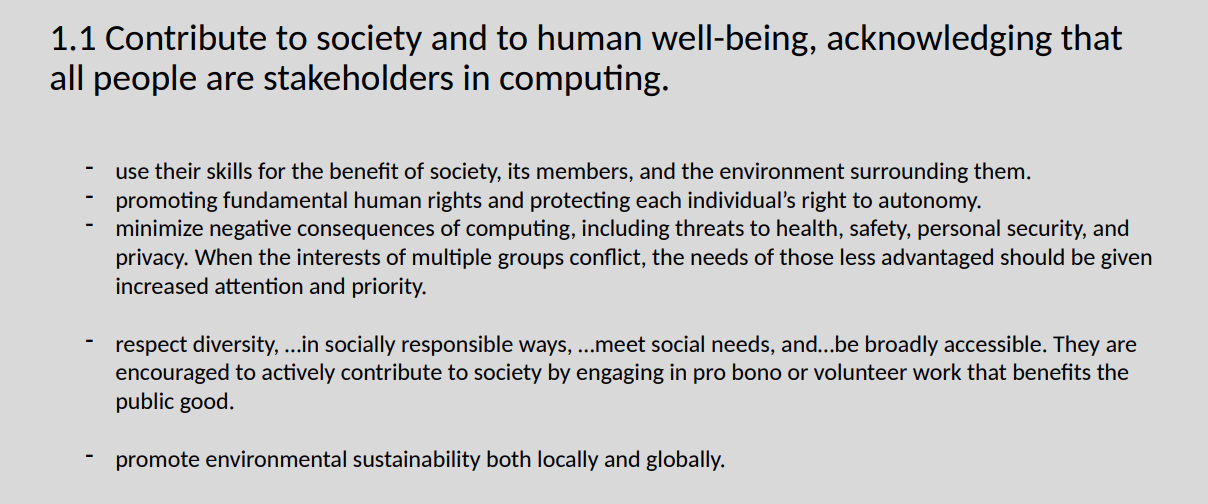 1.1 Contribute to society and to human well-being, acknowledging that
all people are stakeholders in computing.
- use their skills for the benefit of society, its members, and the environment surrounding them.
- promoting fundamental human rights and protecting each individual’s right to autonomy.
- minimize negative consequences of computing, including threats to health, safety, personal security, and
privacy. When the interests of multiple groups conflict, the needs of those less advantaged should be given
increased attention and priority.
- respect diversity, ...in socially responsible ways, ...meet social needs, and...be broadly accessible. They are
encouraged to actively contribute to society by engaging in pro bono or volunteer work that benefits the
public good.
- promote environmental sustainability both locally and globally.